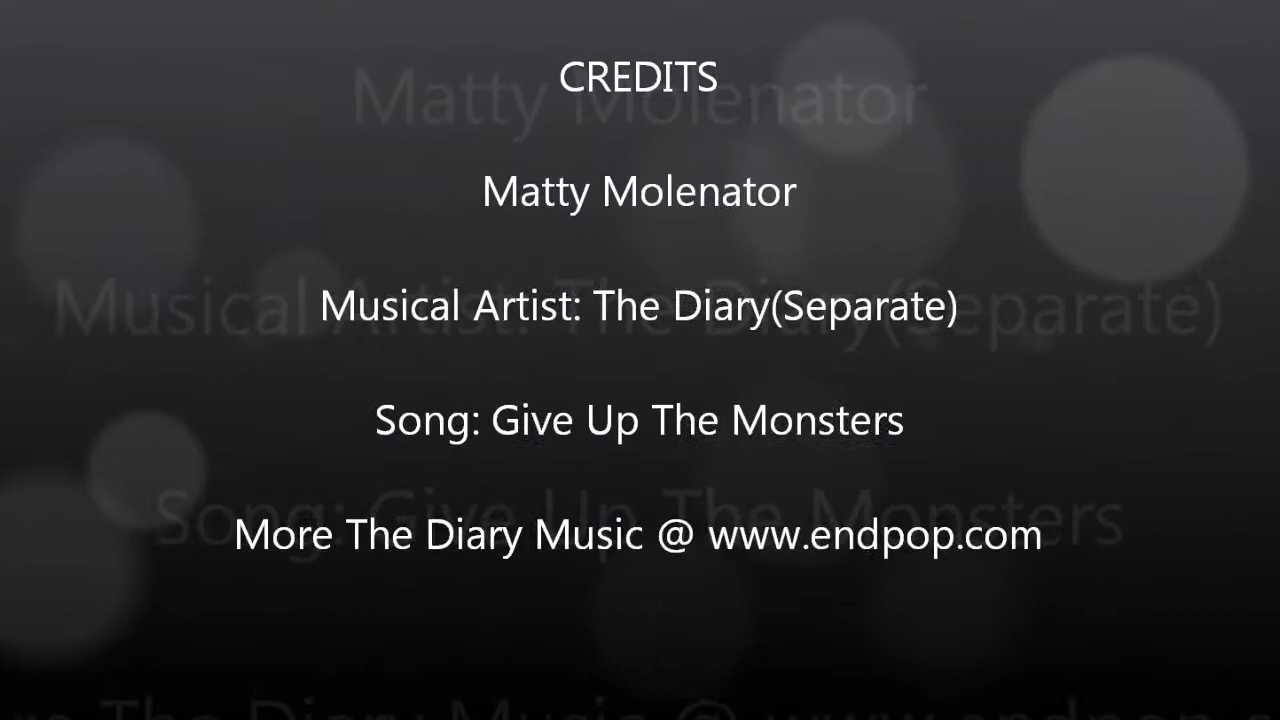 CREDITS
Matty Molenator
Musical Artist: The Diary(Separate)
Song: Give Up The Monsters
More The Diary Music @ www.endpop.com